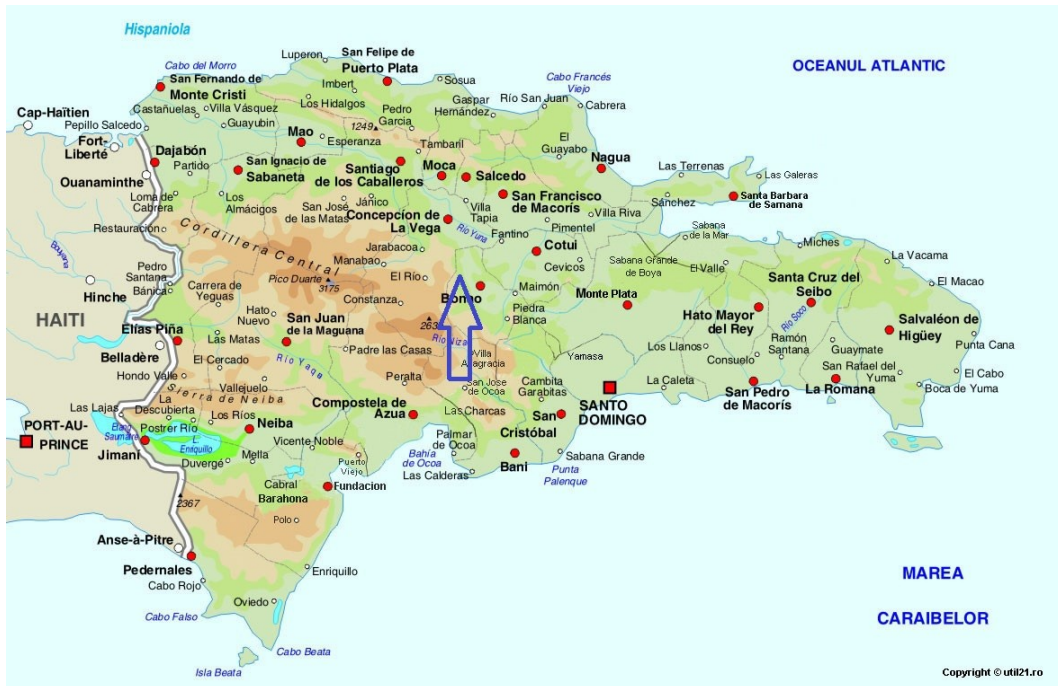 Hispaniola
OCEANUL ATLANTIC
Cabo del Morro
Luperon
San Felipe de
Puerto Plata
Sosua
Cabo Francés
Viejo
San Fernando de
Monte Cristi
Imbert
Los Hidalgos
Pedro
Garcia
Gaspar
Hernández
Río San Juan
Cabrera
Castañuelas
Villa Vásquez
Guayubin
Cap-Haïtien
Pepillo Salcedo
Fort-
Liberté
Mao
Esperanza
1249
Tambaril
El
Guayabo
Dajabón
Partido
San Ignacio de
Sabaneta
Santiago
de los Caballeros
Moca
Salcedo
Nagua
Las Terrenas
Las Galeras
Ouanaminthe
Loma de
Cabrera
Los
Almácigos
San José
de las Matas
Jánico
Concepcíon de
La Vega
Villa
Tapia
San Francisco
de Macorís
Villa Riva
Sánchez
Santa Barbara
de Samana
Restauración
Cordillera Central
Río Yuna
Fantino
Pimentel
Sabana
de la Mar
Miches
Jarabacoa
Manabao
Cotui
Cevicos
Sabana Grande
de Boya
El Valle
La Vacama
Bouyena
Pedro
Santana
Bánica
Carrera de
Yeguas
Pico Duarte
3175
El Río
Constanza
Maimón
Monte Plata
Santa Cruz del
Seibo
El Macao
Hinche
HAITI
Hato
Nuevo
San Juan
de la Maguana
Piedra
Blanca
Hato Mayor
del Rey
Río Soco
Salvaléon de
Higüey
Elías Piña
Belladère
Las Matas
El Cercado
Río Yaqe
Padre las Casas
Villa
Yamasa
Los Llanos
Consuelo
Ramón
Santana
Guaymate
San Rafael del
Yuma
Punta Cana
El Cabo
Boca de Yuma
Hondo Valle
Vallejuelo
Sierra de Neiba
Peralta
San Jose
de Ocoa
Cambita
Garabitas
La Caleta
San Pedro
de Macorís
La Romana
Las Lajas
La
Descubierta
Los Ríos
Compostela de
Azua
Las Charcas
San
Cristóbal
SANTO
DOMINGO
PORT-AU-
PRINCE
Etang
Saumâtre
Postrer Río
L.
Enriquillo
Neiba
Vicente Noble
Palmar
de Ocoa
Bahía
de Ocoa
Jimaní
Duvergé
Mella
Puerto
Viejo
Las Calderas
Bani
Sabana Grande
Punta
Palenque
2367
Cabral
Barahona
Fundacion
Polo
Anse-à-Pitre
Pedernales
Cabo Rojo
Enriquillo
MAREA
CARAIBELOR
Oviedo
Cabo Falso
Cabo Beata
Isla Beata
Copyright © util21.ro